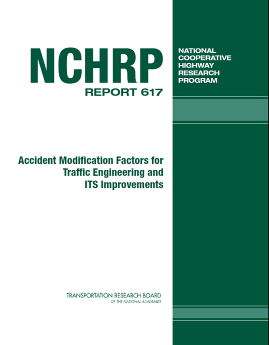 NCHRP
REPORT 617
NATIONAL
COOPERATIVE
HIGHWAY
RESEARCH
PROGRAM
Accident Modification Factors for
Traffic Engineering and
ITS Improvements
TRANSPORTATION RESEARCH BOARD
OF THE NATIONAL ACADEMIES